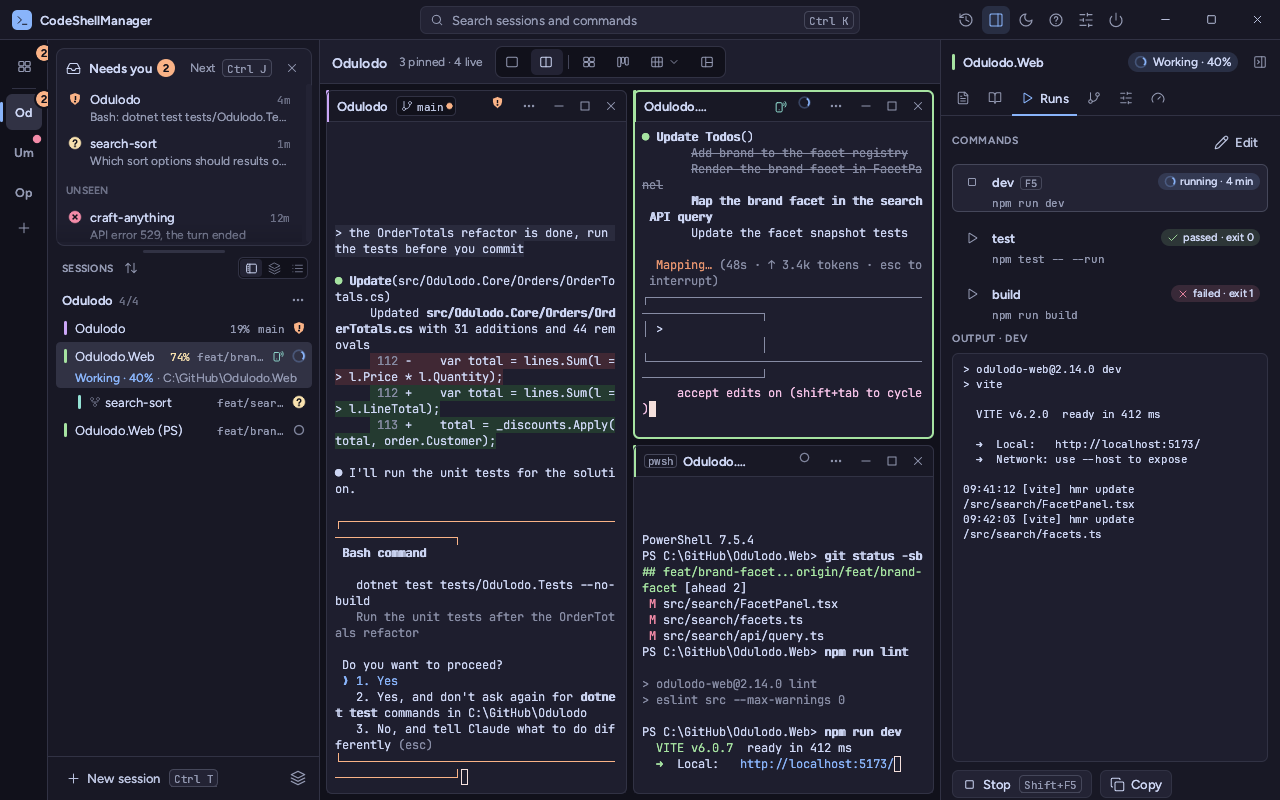 CodeShellManager
Search sessions and commands
Ctrl K
2
Od
2
Um
Op
Needs you 2 Next Ctrl J
Odulodo 4m
Bash: dotnet test tests/Odulodo.Te...
search-sort 1m
Which sort options should results o...
UNSEEN
craft-anything 12m
API error 529, the turn ended
SESSIONS
Odulodo 4/4
Odulodo 19% main
Odulodo.Web 74% feat/bran...
Working · 40% · C:\GitHub\Odulodo.Web
search-sort feat/sear...
Odulodo.Web (PS) feat/bran...
New session Ctrl T
Odulodo 3 pinned · 4 live
Odulodo main
> the OrderTotals refactor is done, run
the tests before you commit
● Update(src/Odulodo.Core/Orders/OrderTo
tals.cs)
Updated src/Odulodo.Core/Orders/Ord
erTotals.cs with 31 additions and 44 rem
ovals
112 - var total = lines.Sum(l =
> l.Price * l.Quantity);
112 + var total = lines.Sum(l =
> l.LineTotal);
113 + total = _discounts.Apply(
total, order.Customer);
● I'll run the unit tests for the soluti
on.
Bash command
dotnet test tests/Odulodo.Tests --no-
build
Run the unit tests after the OrderTot
als refactor
Do you want to proceed?
❯ 1. Yes
2. Yes, and don't ask again for dotne
t test commands in C:\GitHub\Odulodo
3. No, and tell Claude what to do dif
ferently (esc)
Odulodo....
● Update Todos()
Add brand to the facet registry
Render the brand facet in FacetPa
nel
Map the brand facet in the search
API query
Update the facet snapshot tests
Mapping… (48s · ↑ 3.4k tokens · esc to
interrupt)
>
accept edits on (shift+tab to cycle
)
pwsh Odulodo....
PowerShell 7.5.4
PS C:\GitHub\Odulodo.Web> git status -sb
## feat/brand-facet...origin/feat/brand-
facet [ahead 2]
M src/search/FacetPanel.tsx
M src/search/facets.ts
M src/search/api/query.ts
PS C:\GitHub\Odulodo.Web> npm run lint
> odulodo-web@2.14.0 lint
> eslint src --max-warnings 0
PS C:\GitHub\Odulodo.Web> npm run dev
VITE v6.0.7 ready in 412 ms
➜ Local: http://localhost:5173/
Odulodo.Web Working · 40%
Runs
COMMANDS Edit
dev F5 running · 4 min
npm run dev
test passed · exit 0
npm test -- --run
build failed · exit 1
npm run build
OUTPUT · DEV
> odulodo-web@2.14.0 dev
> vite
VITE v6.2.0 ready in 412 ms
➜ Local: http://localhost:5173/
➜ Network: use --host to expose
09:41:12 [vite] hmr update
/src/search/FacetPanel.tsx
09:42:03 [vite] hmr update
/src/search/facets.ts
Stop Shift+F5 Copy